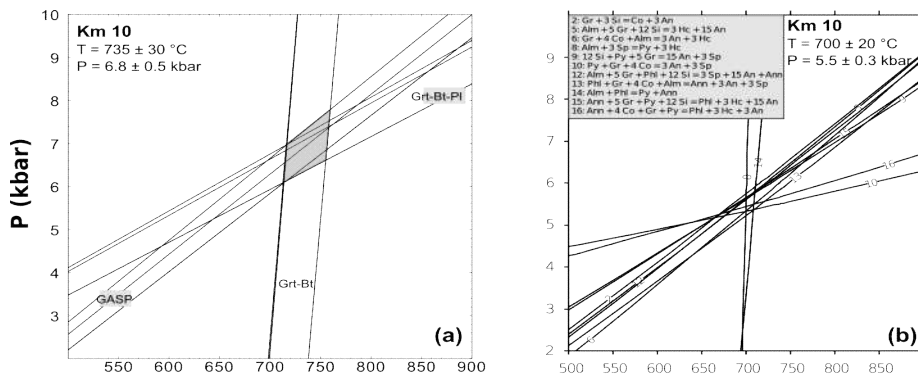 10
9
8
7
6
5
4
3
P (kbar)
Km 10
T = 735 ± 30 °C
P = 6.8 ± 0.5 kbar
Grt-Bt-Pl
Grt-Bt
GASP
(a)
550 600 650 700 750 800 850 900
2: Gr + 3 Si = Co + 3 An
5: Alm + 5 Gr + 12 Si = 3 Hc + 15 An
6: Gr + 4 Co + Alm = 3 An + 3 Hc
8: Alm + 3 Sp = Py + 3 Hc
9: 12 Si + Py + 5 Gr = 15 An + 3 Sp
10: Py + Gr + 4 Co = 3 An + 3 Sp
12: Alm + 5 Gr + Phl + 12 Si = 3 Sp + 15 An + Ann
13: Phl + Gr + 4 Co + Alm = Ann + 3 An + 3 Sp
14: Alm + Phl = Py + Ann
15: Ann + 5 Gr + Py + 12 Si = Phl + 3 Hc + 15 An
16: Ann + 4 Co + Gr + Py = Phl + 3 Hc + 3 An
Km 10
T = 700 ± 20 °C
P = 5.5 ± 0.3 kbar
9
8
7
6
5
4
3
2
8
14
16
10
13
2
(b)
500 550 600 650 700 750 800 850